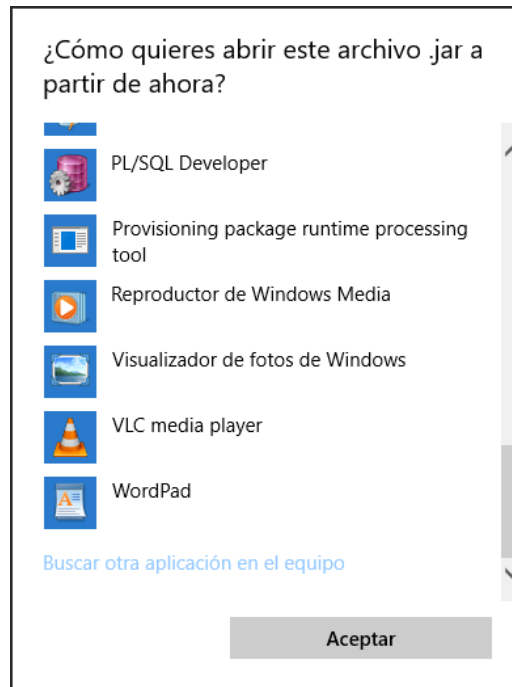 ¿Cómo quieres abrir este archivo .jar a
partir de ahora?
PL/SQL Developer
Provisioning package runtime processing
tool
Reproductor de Windows Media
Visualizador de fotos de Windows
VLC media player
WordPad
Buscar otra aplicación en el equipo
Aceptar